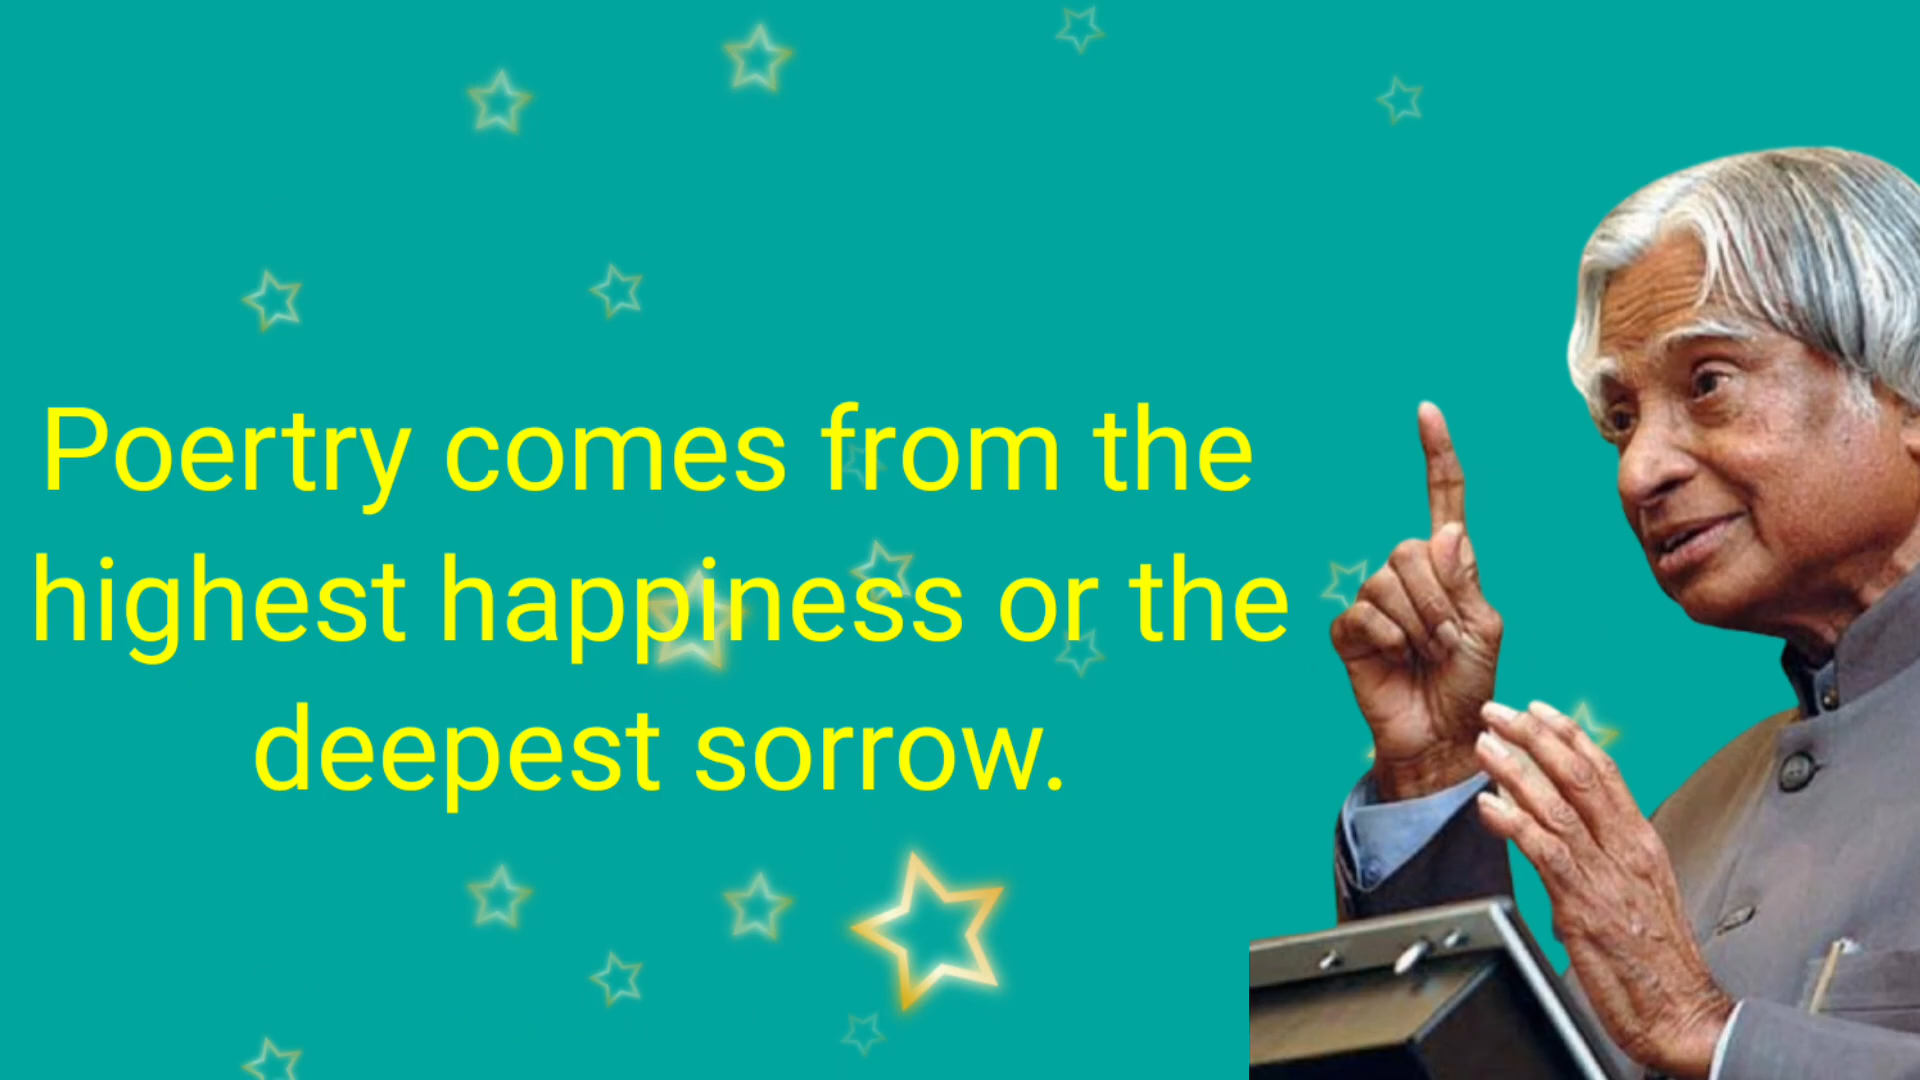 Poertry comes from the
highest happiness or the
deepest sorrow.